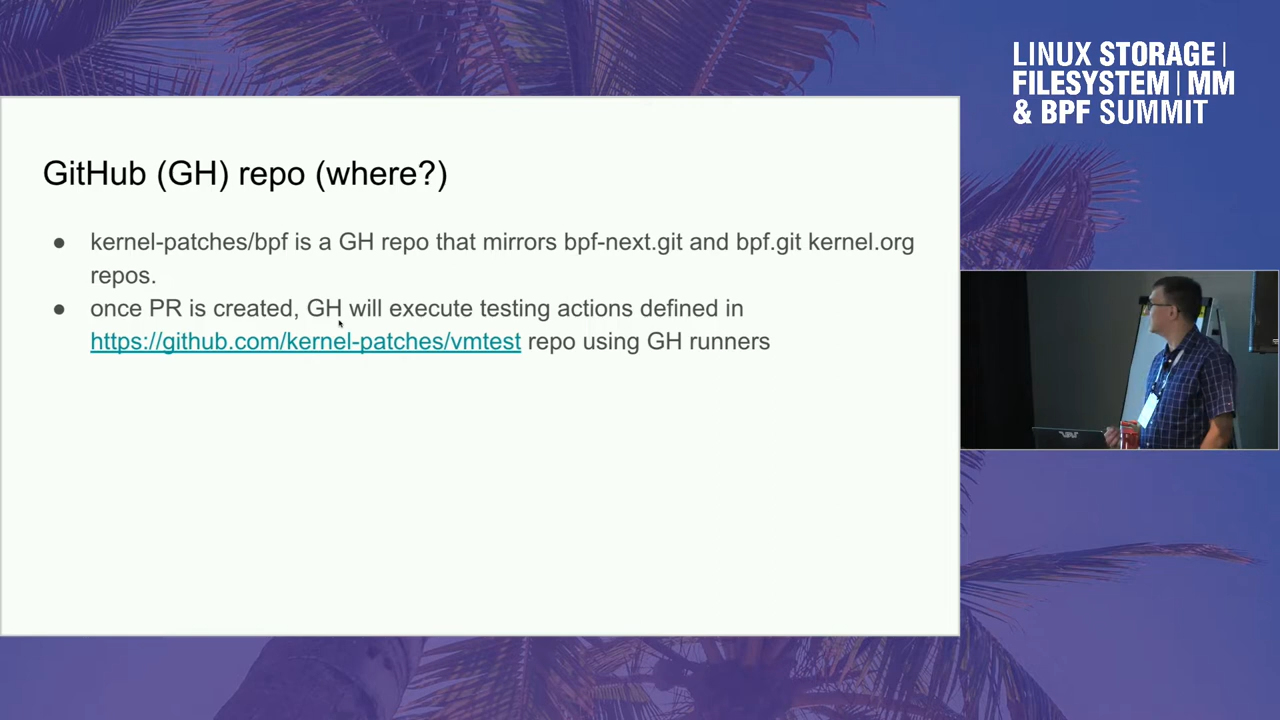 LINUX STORAGE |
FILESYSTEM | MM
& BPF SUMMIT
GitHub (GH) repo (where?)
● kernel-patches/bpf is a GH repo that mirrors bpf-next.git and bpf.git kernel.org
repos.
● once PR is created, GH will execute testing actions defined in
https://github.com/kernel-patches/vmtest repo using GH runners